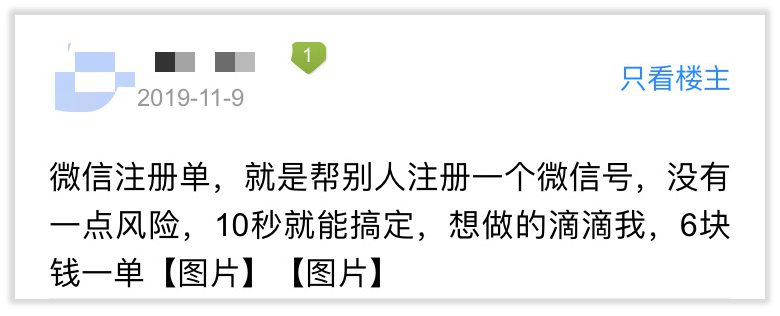 1
只看楼主
2019-11-9
微信注册单，就是帮别人注册一个微信号，没有
一点风险，10秒就能搞定，想做的滴滴我，6块
钱一单【图片】【图片】